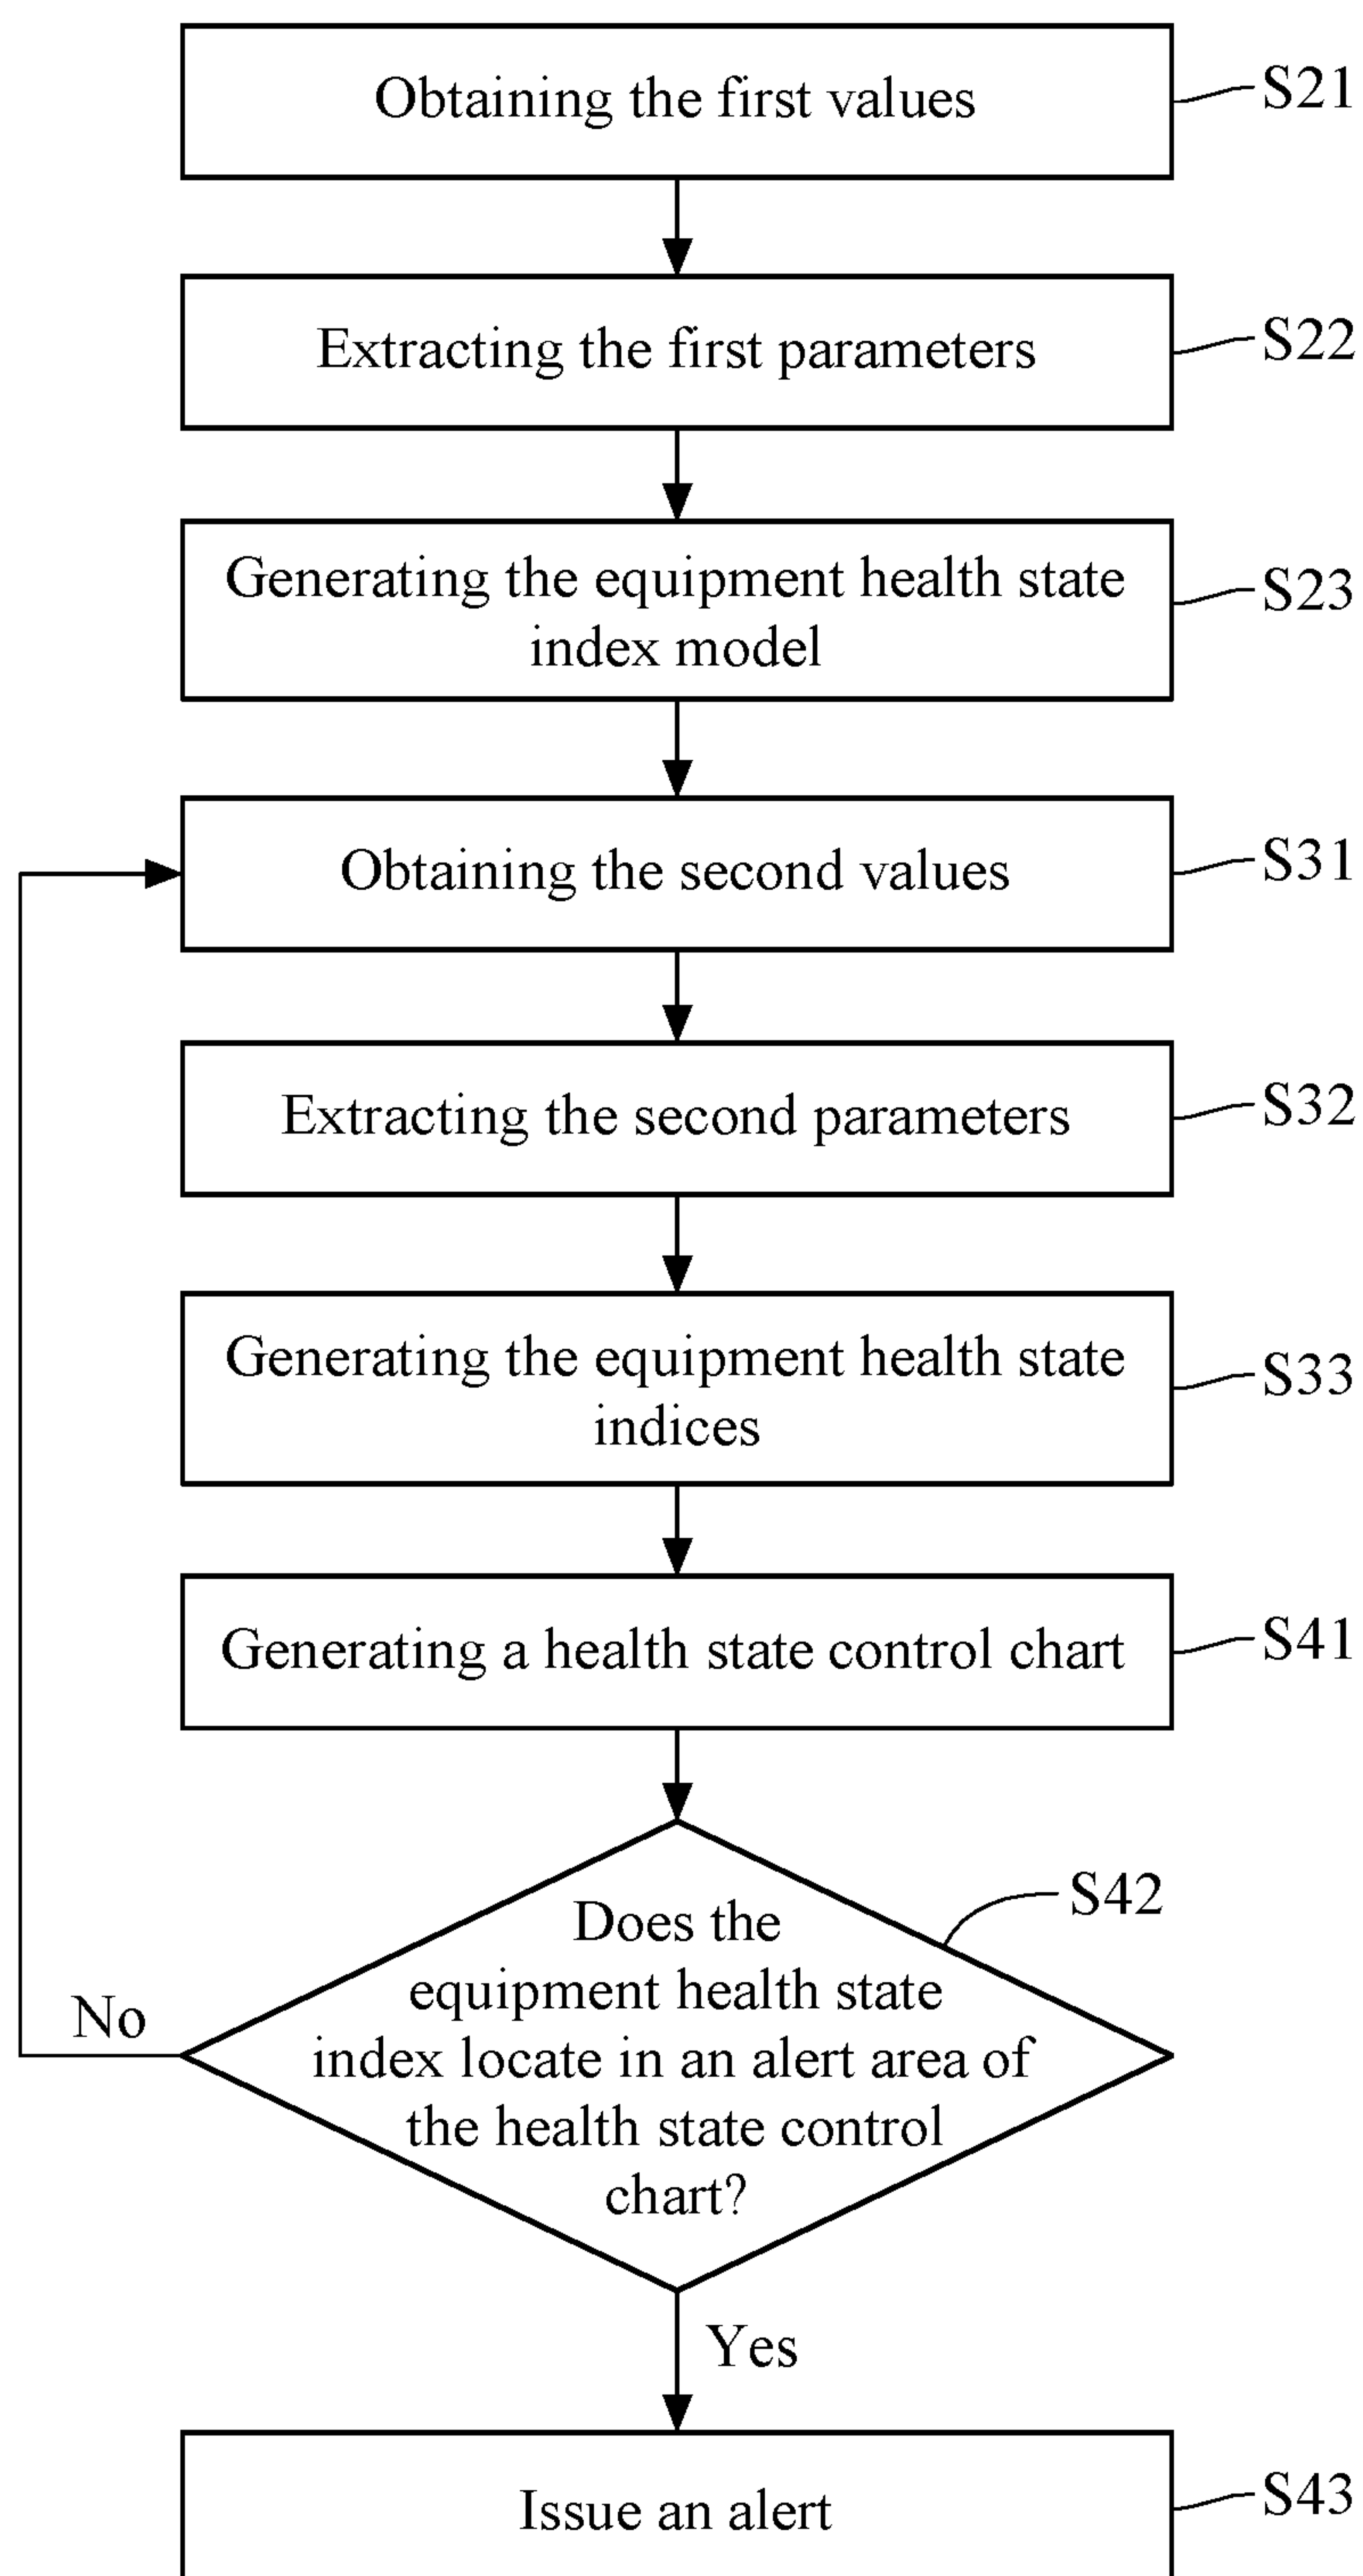 Obtaining the first values
S21
Extracting the first parameters
S22
Generating the equipment health state
index model
S23
Obtaining the second values
S31
Extracting the second parameters
S32
Generating the equipment health state
indices
S33
Generating a health state control chart
S41
Does the
equipment health state
index locate in an alert area of
the health state control
chart?
S42
No
Yes
Issue an alert
S43